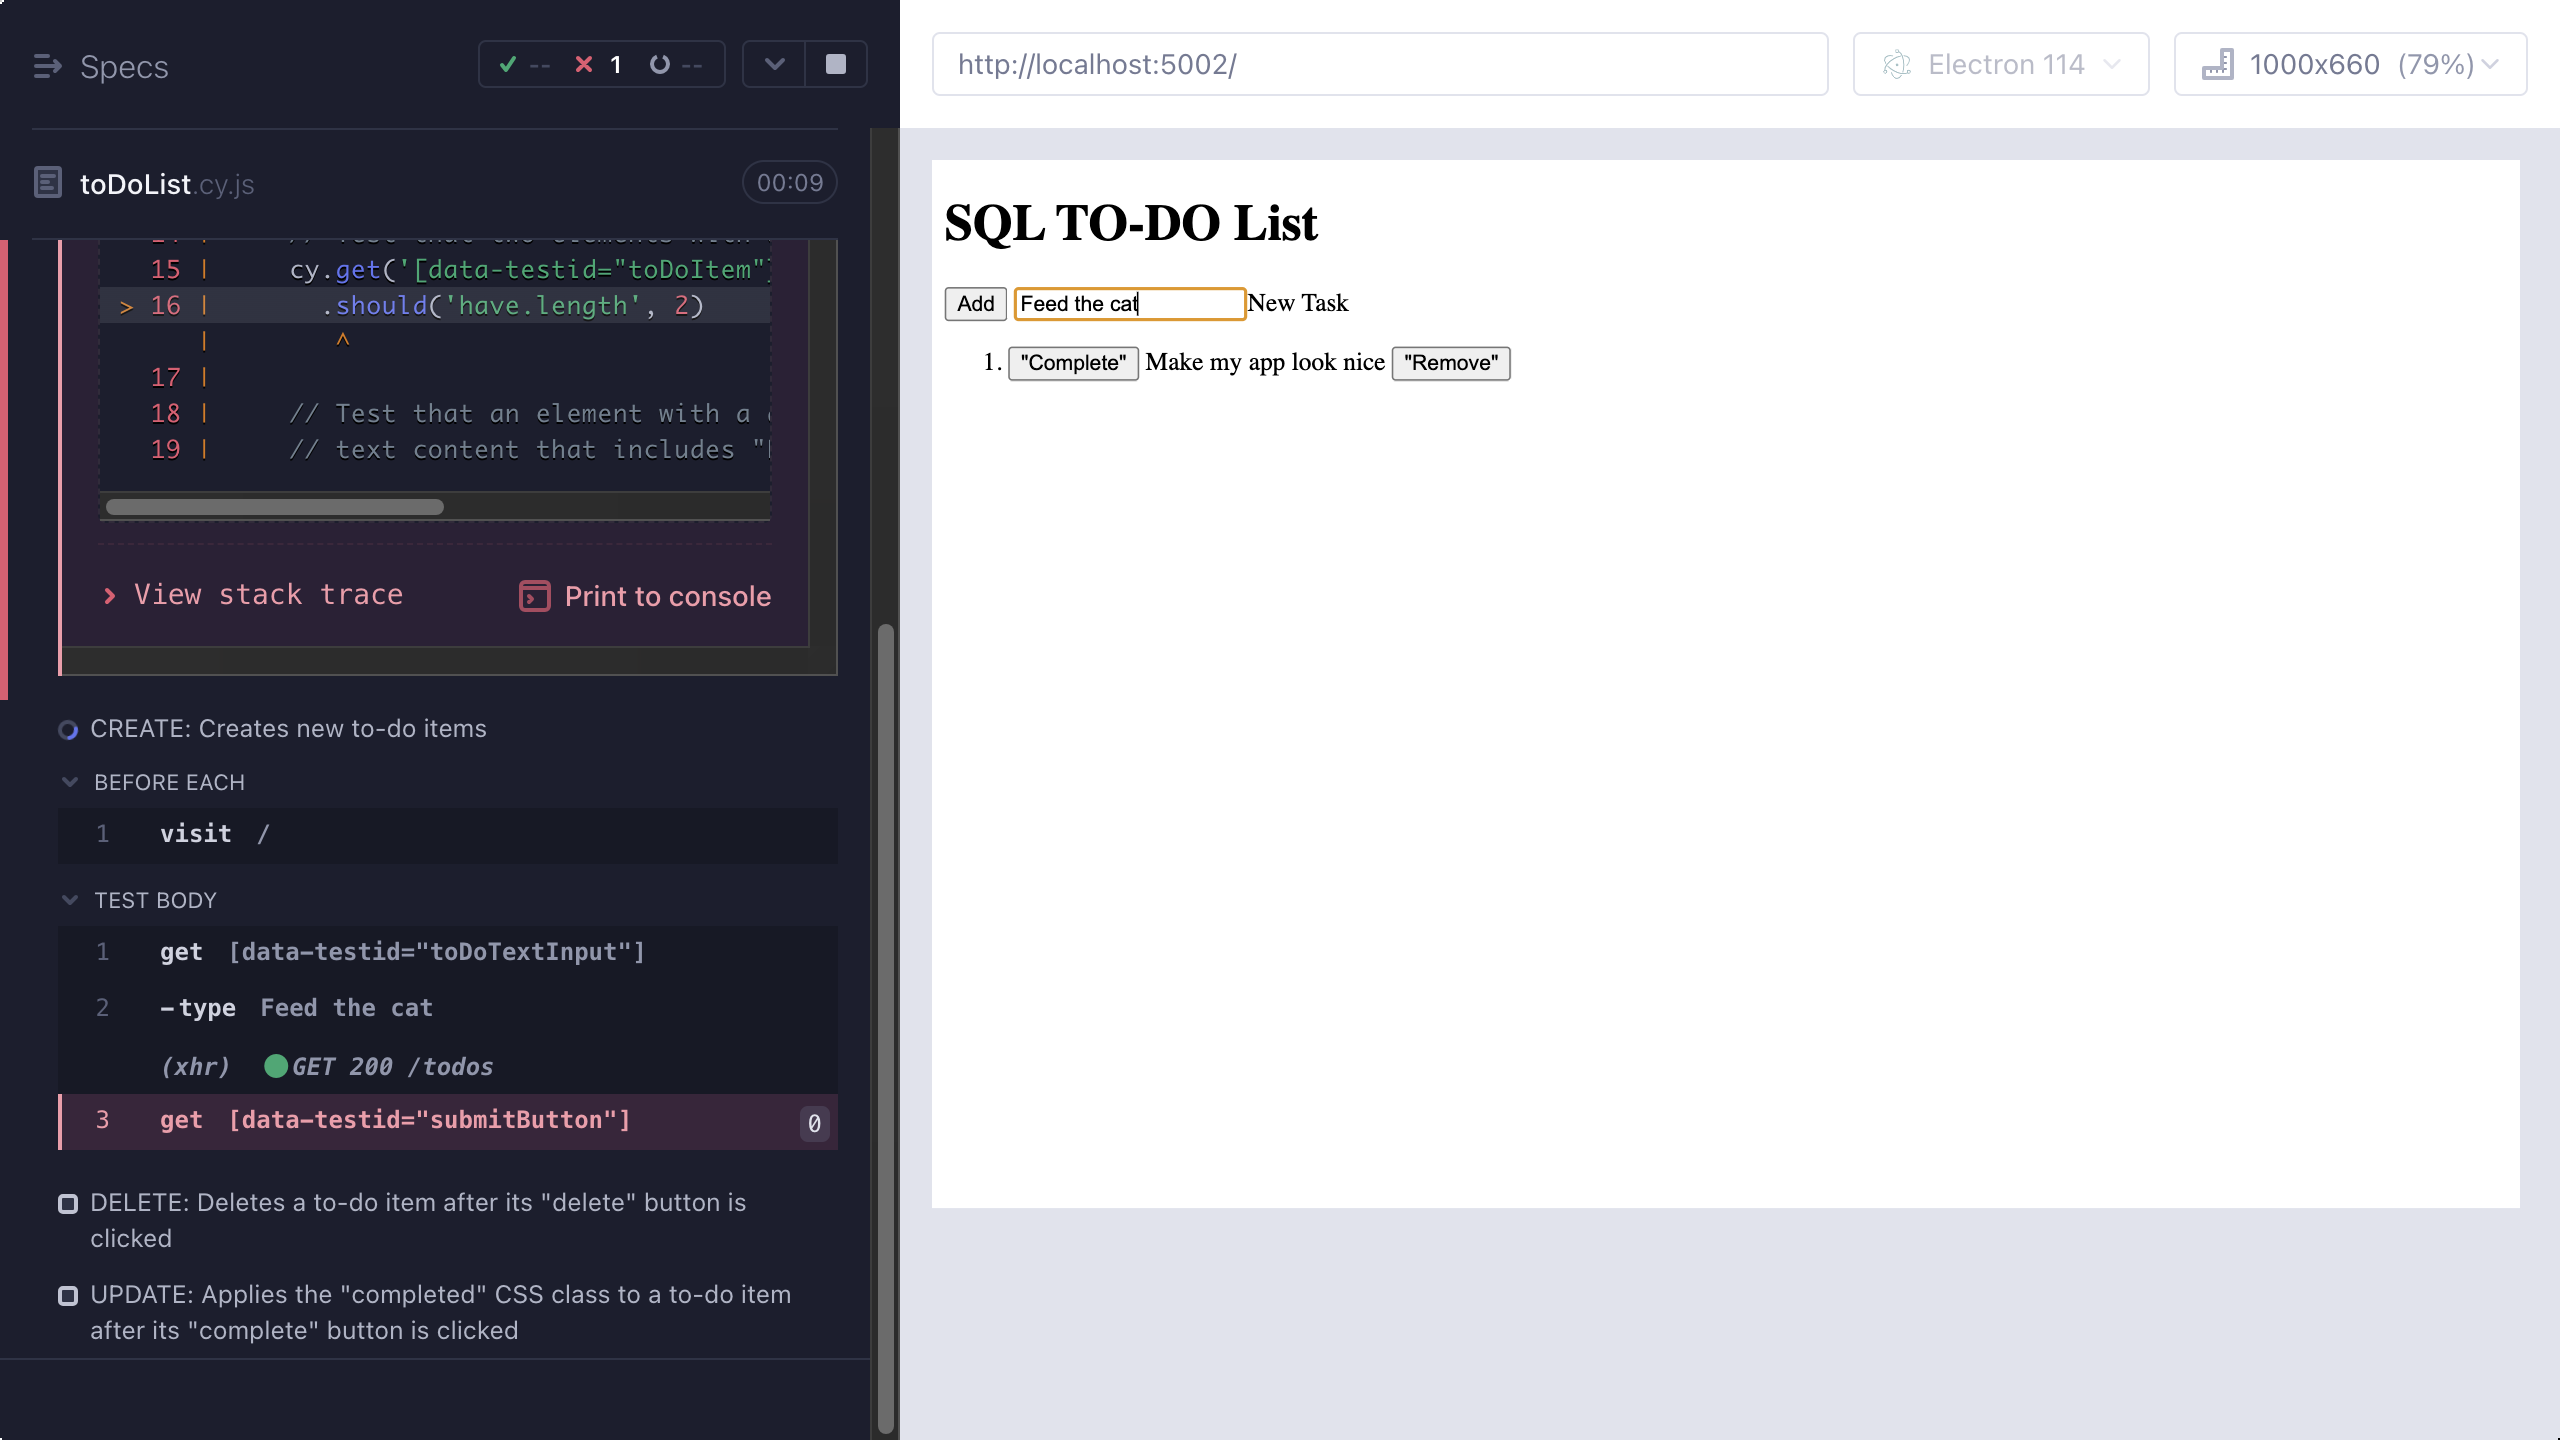 Specs
-- 1 --
toDoList.cy.js
00:09
15 | cy.get('[data-testid="toDoItem"]
> 16 | .should('have.length', 2)
| ^
17 |
18 | // Test that an element with a
19 | // text content that includes "
View stack trace
Print to console
CREATE: Creates new to-do items
BEFORE EACH
1 visit /
TEST BODY
1 get [data-testid="toDoTextInput"]
2 -type Feed the cat
(xhr) GET 200 /todos
3 get [data-testid="submitButton"] 0
DELETE: Deletes a to-do item after its "delete" button is
clicked
UPDATE: Applies the "completed" CSS class to a to-do item
after its "complete" button is clicked
http://localhost:5002/
Electron 114
1000x660 (79%)
SQL TO-DO List
Add Feed the cat New Task
1. "Complete" Make my app look nice "Remove"